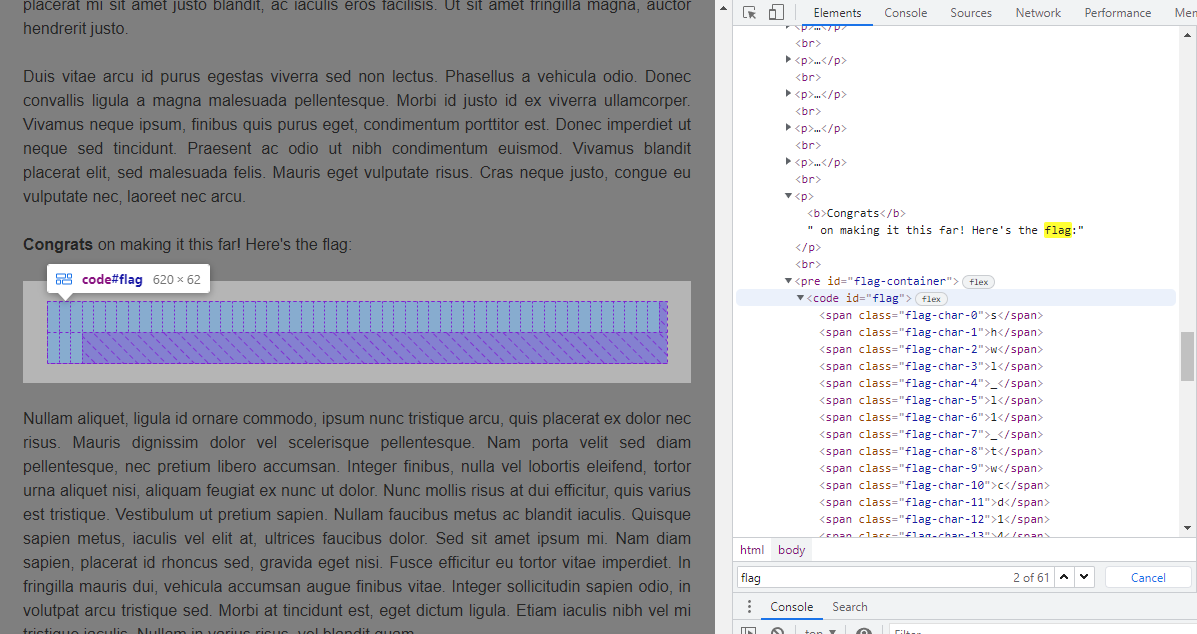 placerat mi sit amet justo blandit, ac iaculis eros facilisis. Ut sit amet fringilla magna, auctor
hendrerit justo.
Duis vitae arcu id purus egestas viverra sed non lectus. Phasellus a vehicula odio. Donec
convallis ligula a magna malesuada pellentesque. Morbi id justo id ex viverra ullamcorper.
Vivamus neque ipsum, finibus quis purus eget, condimentum porttitor est. Donec imperdiet ut
neque sed tincidunt. Praesent ac odio ut nibh condimentum euismod. Vivamus blandit
placerat elit, sed malesuada felis. Mauris eget vulputate risus. Cras neque justo, congue eu
vulputate nec, laoreet nec arcu.
Congrats on making it this far! Here's the flag:
code#flag 620 × 62
Nullam aliquet, ligula id ornare commodo, ipsum nunc tristique arcu, quis placerat ex dolor nec
risus. Mauris dignissim dolor vel scelerisque pellentesque. Nam porta velit sed diam
pellentesque, nec pretium libero accumsan. Integer finibus, nulla vel lobortis eleifend, tortor
urna aliquet nisi, aliquam feugiat ex nunc ut dolor. Nunc mollis risus at dui efficitur, quis varius
est tristique. Vestibulum ut pretium sapien. Nullam faucibus metus ac blandit iaculis. Quisque
sapien metus, iaculis vel elit at, ultrices faucibus dolor. Sed sit amet ipsum mi. Nam diam
sapien, placerat id rhoncus sed, gravida eget nisi. Fusce efficitur eu tortor vitae imperdiet. In
fringilla mauris dui, vehicula accumsan augue finibus vitae. Integer sollicitudin sapien odio, in
volutpat arcu tristique sed. Morbi at tincidunt est, eget dictum ligula. Etiam iaculis nibh vel mi
tristique iaculis. Nullam in varius risus, vel blandit quam.
Elements Console Sources Network Performance Mem
<p>…</p>
<br>
<p>…</p>
<br>
<p>…</p>
<br>
<p>…</p>
<br>
<p>…</p>
<br>
<p>
<b>Congrats</b>
" on making it this far! Here's the flag:"
</p>
<br>
<pre id="flag-container"> flex
<code id="flag"> flex
<span class="flag-char-0">s</span>
<span class="flag-char-1">h</span>
<span class="flag-char-2">w</span>
<span class="flag-char-3">l</span>
<span class="flag-char-4">_</span>
<span class="flag-char-5">l</span>
<span class="flag-char-6">1</span>
<span class="flag-char-7">_</span>
<span class="flag-char-8">t</span>
<span class="flag-char-9">w</span>
<span class="flag-char-10">c</span>
<span class="flag-char-11">d</span>
<span class="flag-char-12">1</span>
<span class="flag-char-13">4</span>
html body
flag 2 of 61 Cancel
Console Search
top Filter